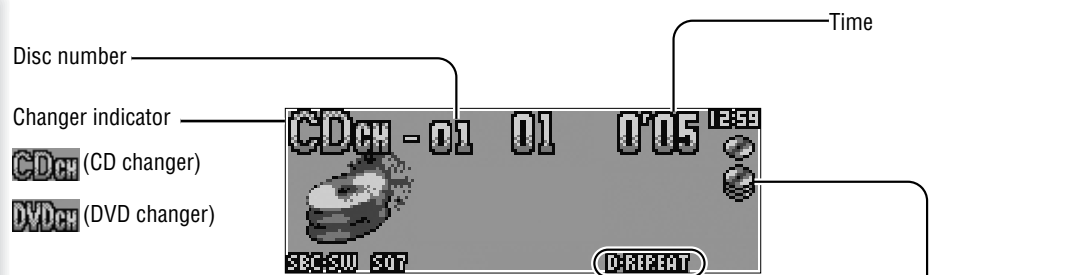 Time
Disc number
Changer indicator
CDCH - 01 01 0'05 12:59
CDCH (CD changer)
DVDCH (DVD changer)
SBC-SW SQ7 D:REPEAT